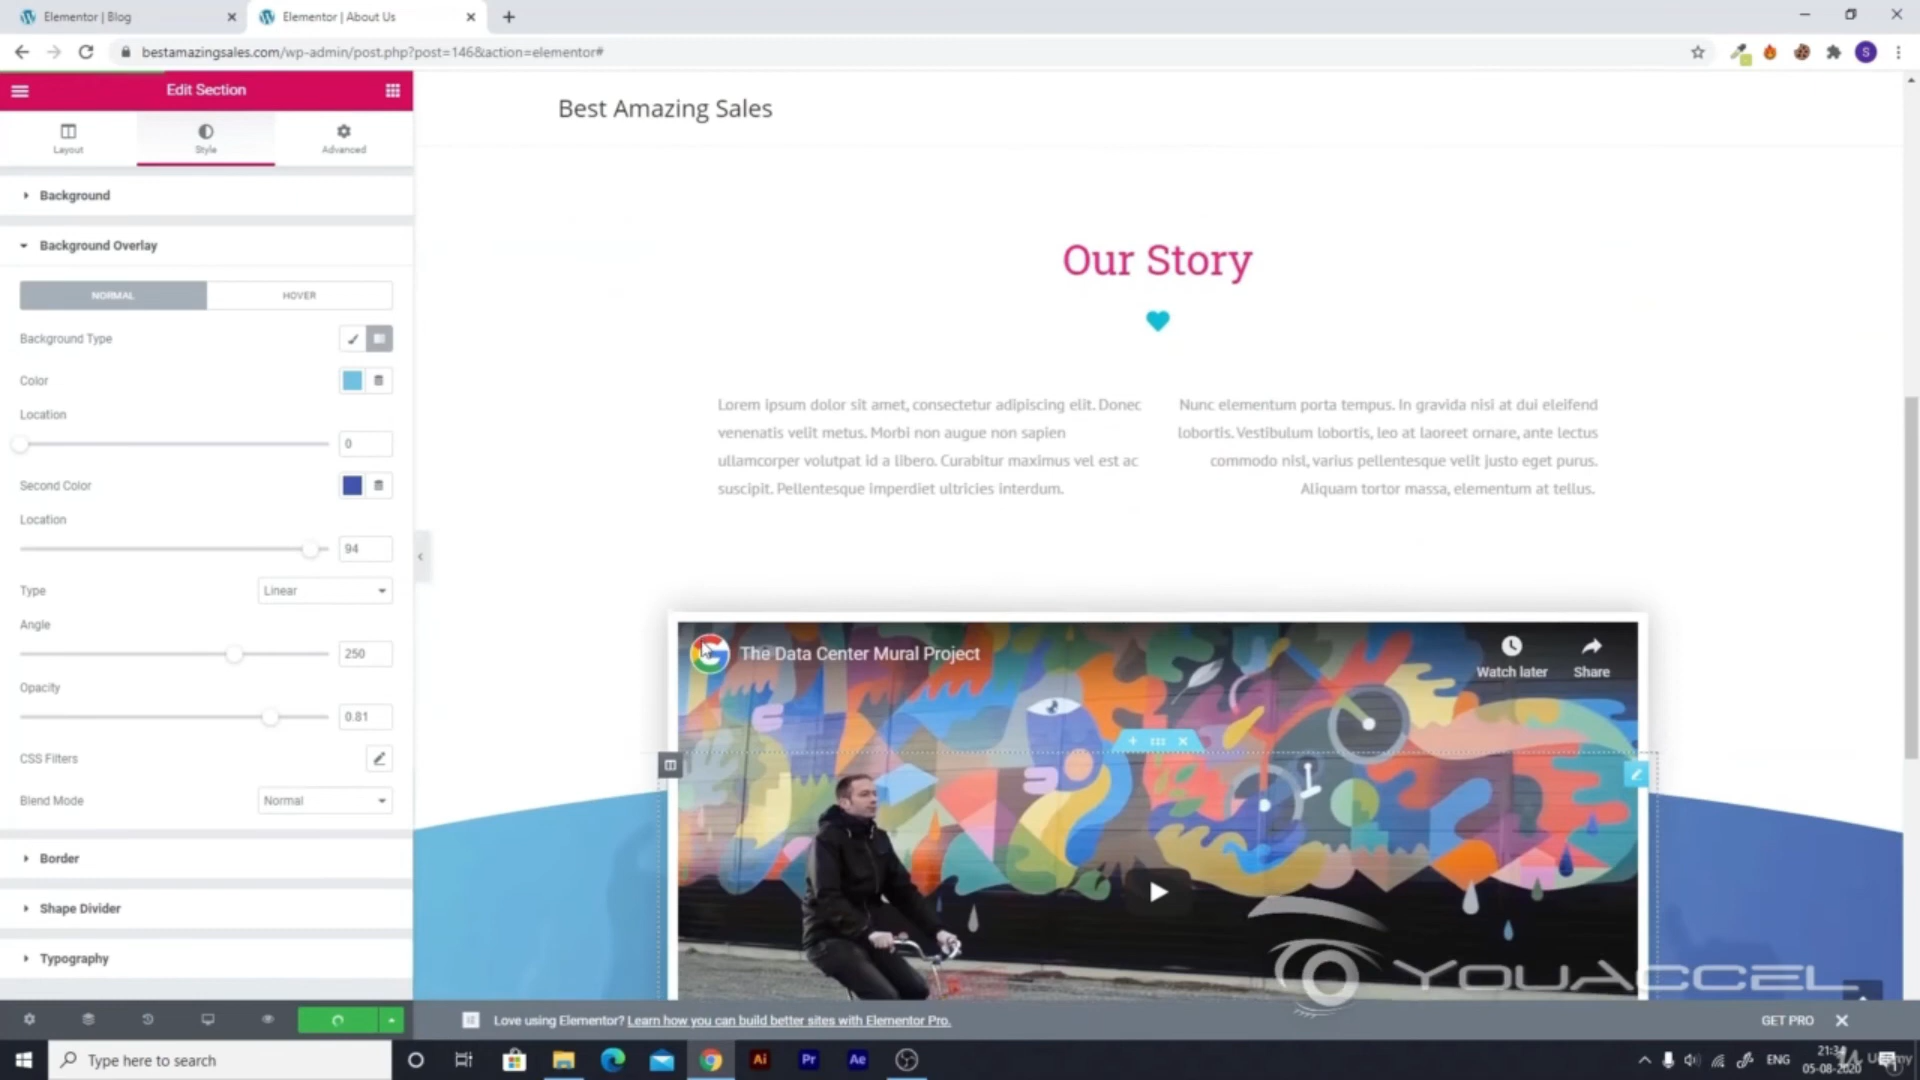 Elementor | Blog
Elementor | About Us
bestamazingsales.com/wp-admin/post.php?post=146&action=elementor#
S
Edit Section
Layout
Style
Advanced
Background
Background Overlay
NORMAL
HOVER
Background Type
Color
Location
0
Second Color
Location
94
Type
Linear
Angle
250
Opacity
0.81
CSS Filters
Blend Mode
Normal
Border
Shape Divider
Typography
Best Amazing Sales
Our Story
Lorem ipsum dolor sit amet, consectetur adipiscing elit. Donec
venenatis velit metus. Morbi non augue non sapien
ullamcorper volutpat id a libero. Curabitur maximus vel est ac
suscipit. Pellentesque imperdiet ultricies interdum.
Nunc elementum porta tempus. In gravida nisi at dui eleifend
lobortis. Vestibulum lobortis, leo at laoreet ornare, ante lectus
commodo nisl, varius pellentesque velit justo eget purus.
Aliquam tortor massa, elementum at tellus.
The Data Center Mural Project
Watch later
Share
YOUACCEL
Love using Elementor? Learn how you can build better sites with Elementor Pro.
GET PRO
Type here to search
Ai
Pr
Ae
ENG
21:34
05-08-2020
Udemy